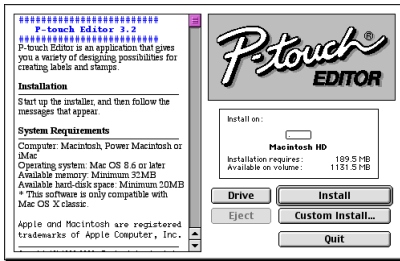 #########################
P-touch Editor 3.2
#########################
P-touch Editor is an application that gives
you a variety of designing possibilities for
creating labels and stamps.
Installation
Start up the installer, and then follow the
messages that appear.
System Requirements
Computer: Macintosh, Power Macintosh or
iMac
Operating system: Mac OS 8.6 or later
Available memory: Minimum 32MB
Available hard-disk space: Minimum 20MB
* This software is only compatible with
Mac OS X classic.
Apple and Macintosh are registered
trademarks of Apple Computer, Inc.
P-touch®
EDITOR
Install on:
Macintosh HD
Installation requires: 189.5 MB
Available on volume: 1131.5 MB
Drive
Install
Eject
Custom Install...
Quit